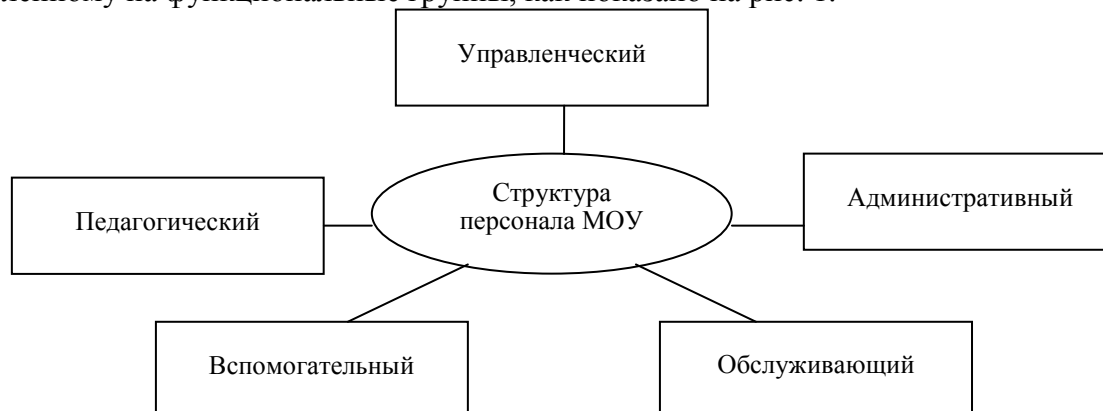 на функциональные группы, как показано на рис. 1.
Управленческий
Структура
персонала МОУ
Педагогический
Административный
Вспомогательный
Обслуживающий